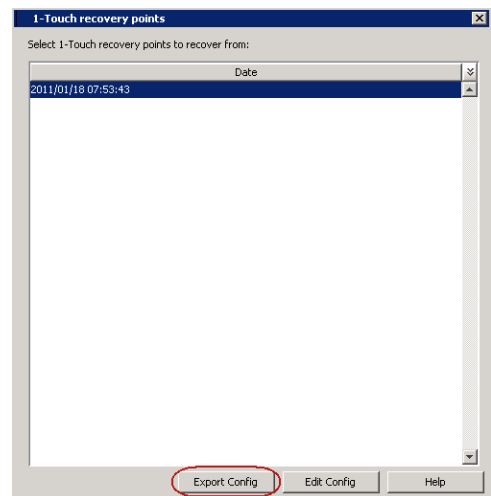 1-Touch recovery points
Select 1-Touch recovery points to recover from:
Date
2011/01/18 07:53:43
Export Config
Edit Config
Help